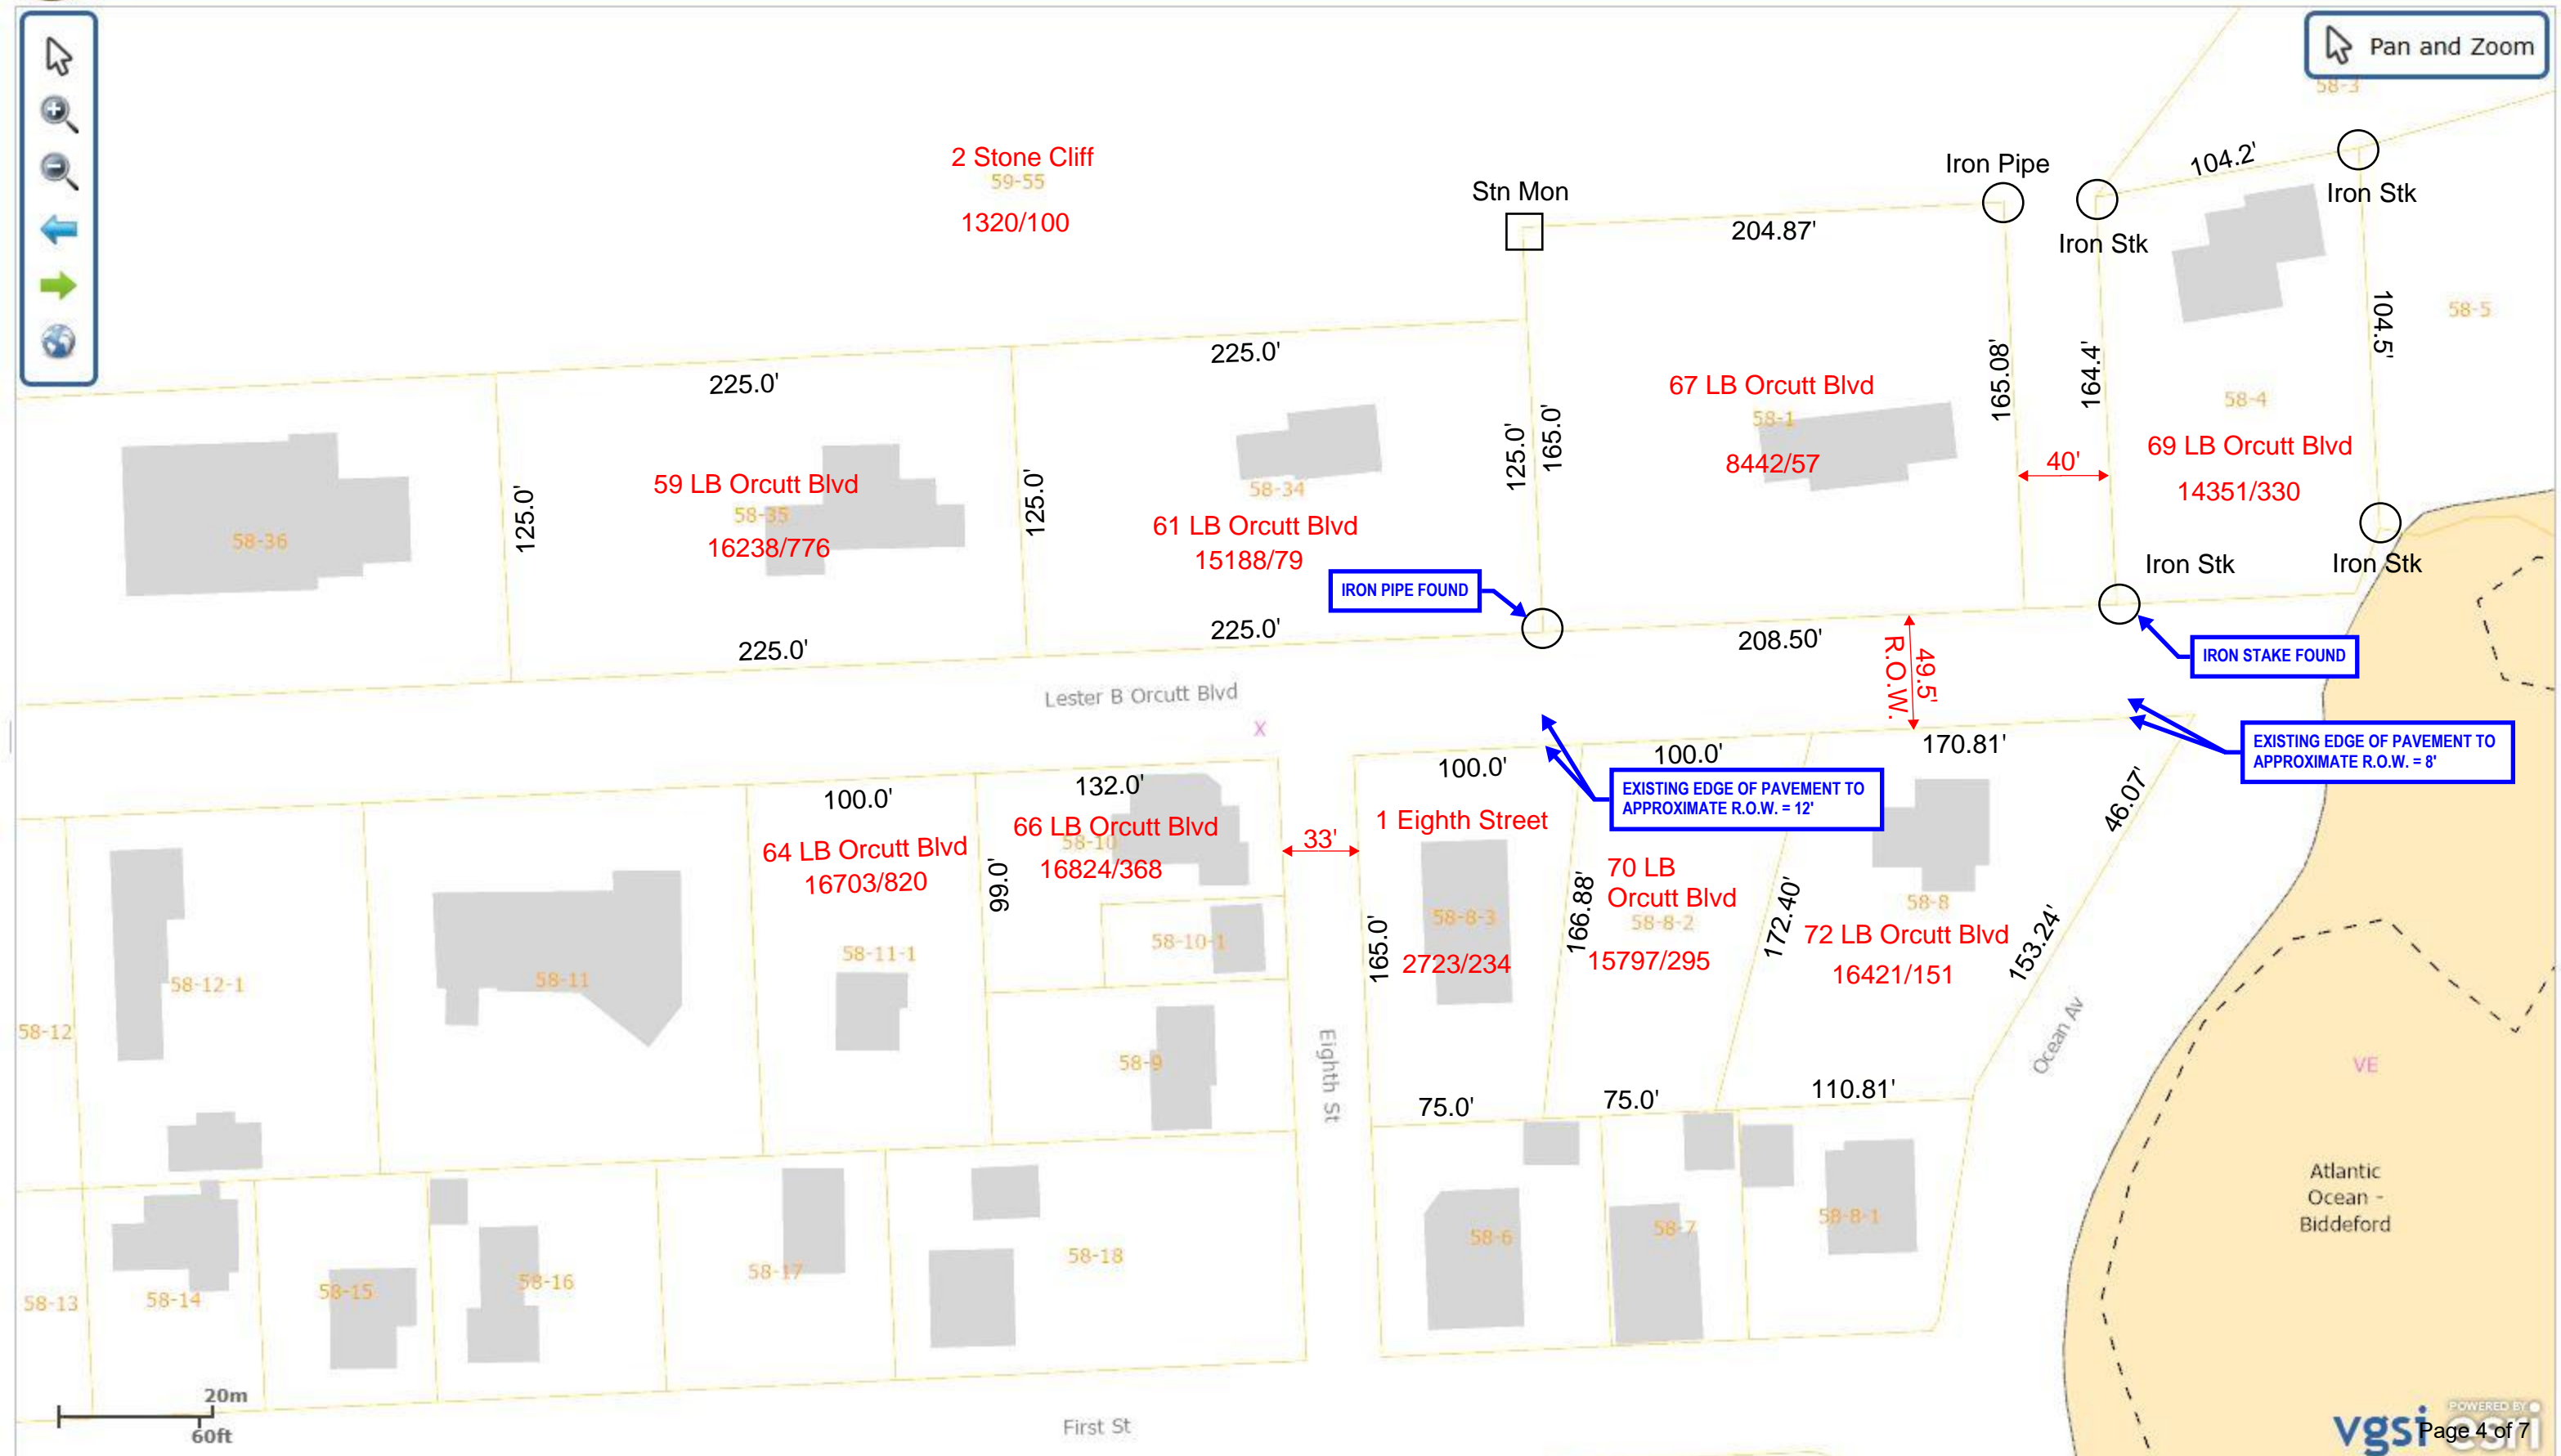 Pan and Zoom
58-3
2 Stone Cliff
59-55
1320/100
Stn Mon
Iron Pipe
104.2'
Iron Stk
Iron Stk
204.87'
104.5'
58-5
225.0'
225.0'
165.08'
164.4'
67 LB Orcutt Blvd
58-1
8442/57
58-4
69 LB Orcutt Blvd
14351/330
40'
125.0'
165.0'
59 LB Orcutt Blvd
58-35
16238/776
125.0'
125.0'
58-36
58-34
61 LB Orcutt Blvd
15188/79
IRON PIPE FOUND
Iron Stk
Iron Stk
225.0'
225.0'
208.50'
49.5'
R.O.W.
IRON STAKE FOUND
Lester B Orcutt Blvd
X
EXISTING EDGE OF PAVEMENT TO
APPROXIMATE R.O.W. = 8'
100.0'
100.0'
170.81'
EXISTING EDGE OF PAVEMENT TO
APPROXIMATE R.O.W. = 12'
100.0'
132.0'
46.07'
64 LB Orcutt Blvd
16703/820
66 LB Orcutt Blvd
58-10
16824/368
99.0'
33'
1 Eighth Street
58-8-3
2723/234
165.0'
166.88'
70 LB
Orcutt Blvd
58-8-2
15797/295
172.40'
58-8
72 LB Orcutt Blvd
16421/151
153.24'
58-12-1
58-11
58-11-1
58-10-1
58-12
58-9
Eighth St
Ocean Av
VE
75.0'
75.0'
110.81'
Atlantic
Ocean -
Biddeford
58-13
58-14
58-15
58-16
58-17
58-18
58-6
58-7
58-8-1
20m
60ft
First St
POWERED BY
vgsi
esri
Page 4 of 7